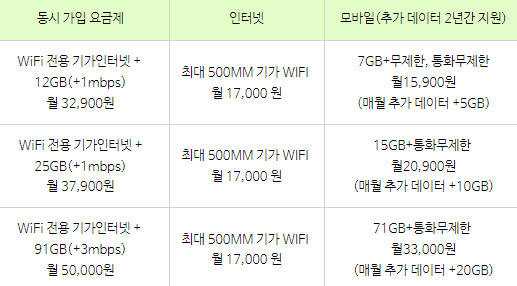 동시 가입 요금제
인터넷
모바일(추가 데이터 2년간 지원)
WiFi 전용 기가인터넷 +
12GB(+1mbps)
월 32,900원
최대 500MM 기가 WIFI
월 17,000 원
7GB+무제한, 통화무제한
월15,900원
(매월 추가 데이터 +5GB)
WiFi 전용 기가인터넷 +
25GB(+1mbps)
월 37,900원
최대 500MM 기가 WIFI
월 17,000 원
15GB+통화무제한
월20,900원
(매월 추가 데이터 +10GB)
WiFi 전용 기가인터넷 +
91GB(+3mbps)
월 50,000원
최대 500MM 기가 WIFI
월 17,000 원
71GB+통화무제한
월33,000원
(매월 추가 데이터 +20GB)